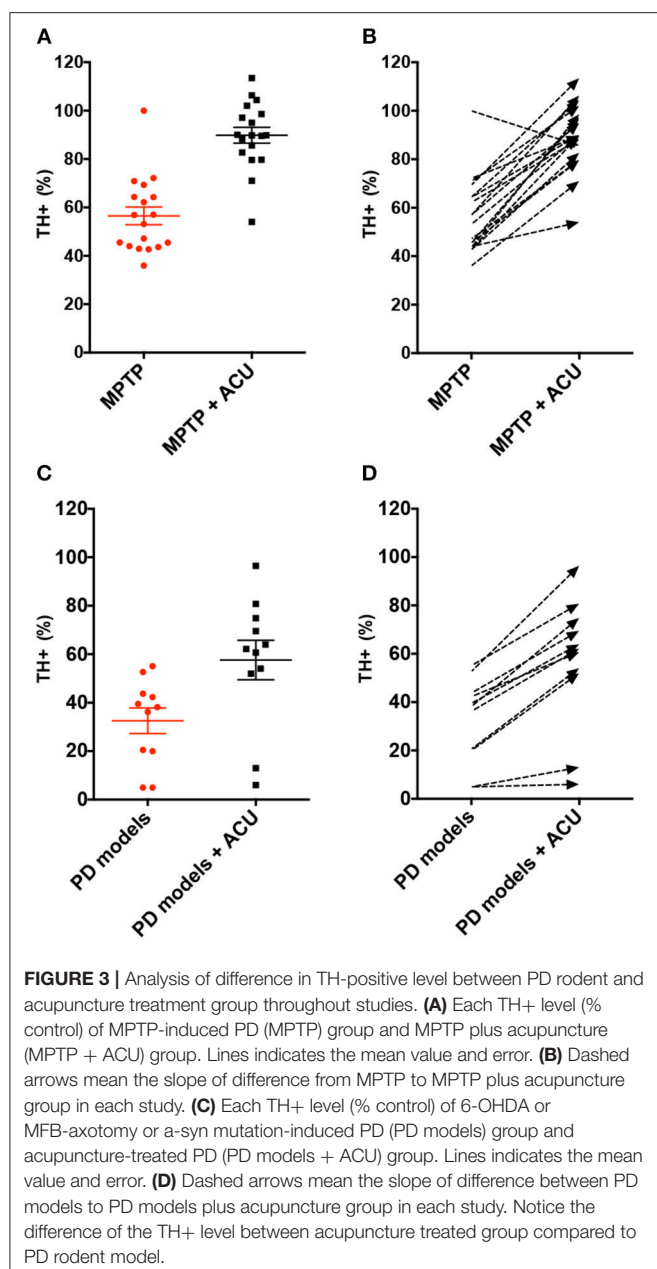 A
B
120
100
80
60
40
20
0
TH+ (%)
MPTP
MPTP + ACU
120
100
80
60
40
20
0
TH+ (%)
MPTP
MPTP + ACU
C
D
120
100
80
60
40
20
0
TH+ (%)
PD models
PD models + ACU
120
100
80
60
40
20
0
TH+ (%)
PD models
PD models + ACU
FIGURE 3 | Analysis of difference in TH-positive level between PD rodent and
acupuncture treatment group throughout studies. (A) Each TH+ level (%
control) of MPTP-induced PD (MPTP) group and MPTP plus acupuncture
(MPTP + ACU) group. Lines indicates the mean value and error. (B) Dashed
arrows mean the slope of difference from MPTP to MPTP plus acupuncture
group in each study. (C) Each TH+ level (% control) of 6-OHDA or
MFB-axotomy or a-syn mutation-induced PD (PD models) group and
acupuncture-treated PD (PD models + ACU) group. Lines indicates the mean
value and error. (D) Dashed arrows mean the slope of difference between PD
models to PD models plus acupuncture group in each study. Notice the
difference of the TH+ level between acupuncture treated group compared to
PD rodent model.